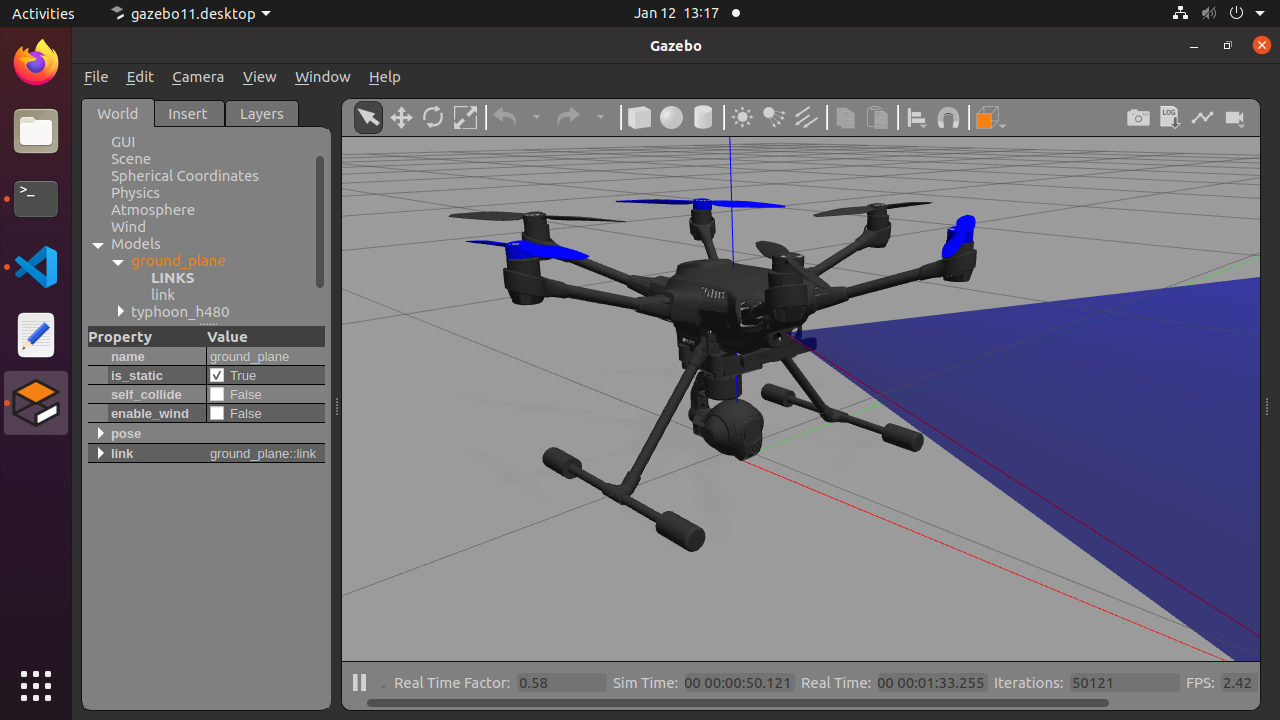 Activities gazebo11.desktop Jan 12 13:17
Gazebo
File Edit Camera View Window Help
World Insert Layers
LOG
GUI
Scene
Spherical Coordinates
Physics
Atmosphere
Wind
Models
ground_plane
LINKS
link
typhoon_h480
Property Value
name ground_plane
is_static True
self_collide False
enable_wind False
pose
link ground_plane::link
Real Time Factor: 0.58 Sim Time: 00 00:00:50.121 Real Time: 00 00:01:33.255 Iterations: 50121 FPS: 2.42